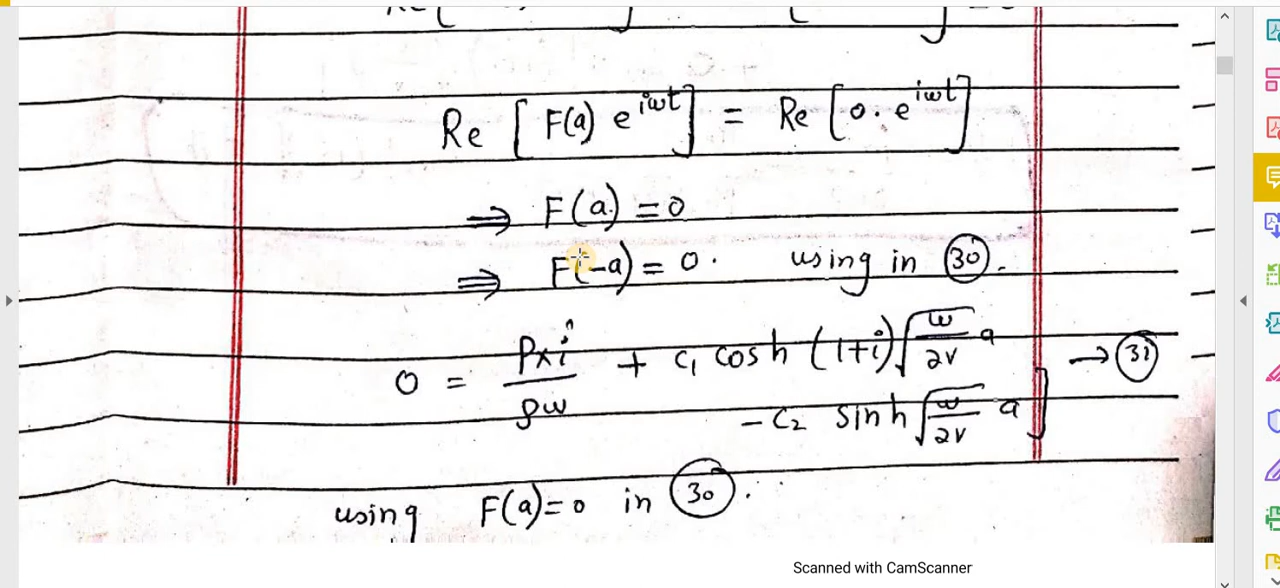 Re [ F(a) e^{iωt} ] = Re [ 0. e^{iωt} ]
⇒ F(a) = 0
⇒ F(-a) = 0. using in (30).
0 = Pxi / ρω + C₁ cosh (1+i) √(ω/2ν) a → (31)
- C₂ sinh √(ω/2ν) a ]
using F(a)=0 in (30).
Scanned with CamScanner